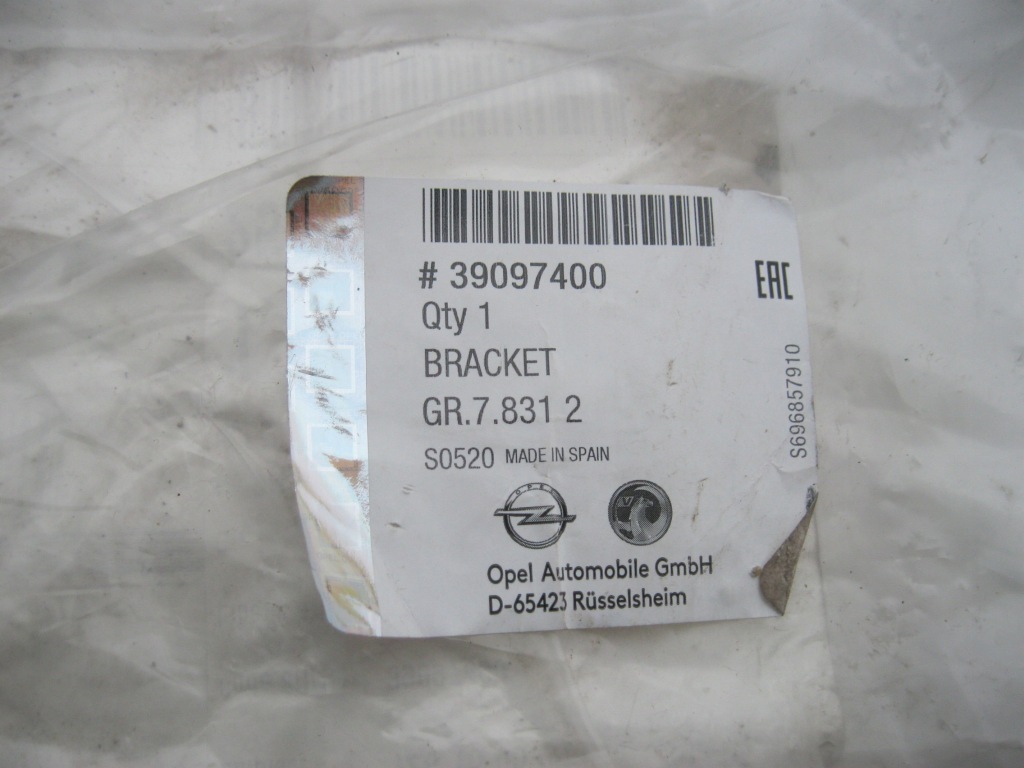 # 39097400
EAC
Qty 1
BRACKET
GR.7.831 2
S0520 MADE IN SPAIN
S696857910
OPEL
Opel Automobile GmbH
D-65423 Rüsselsheim